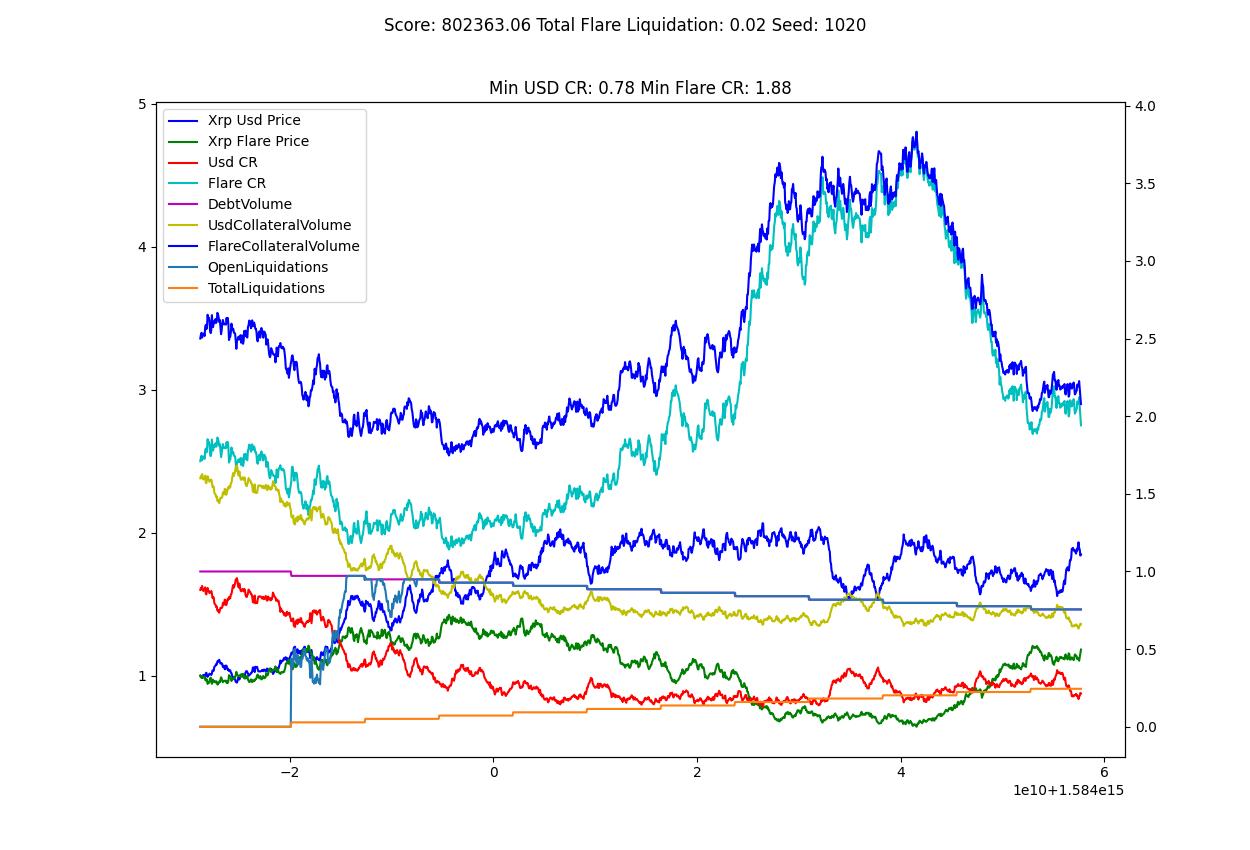 Score: 802363.06 Total Flare Liquidation: 0.02 Seed: 1020
Min USD CR: 0.78 Min Flare CR: 1.88
Xrp Usd Price
Xrp Flare Price
Usd CR
Flare CR
DebtVolume
UsdCollateralVolume
FlareCollateralVolume
OpenLiquidations
TotalLiquidations
5
4
3
2
1
4.0
3.5
3.0
2.5
2.0
1.5
1.0
0.5
0.0
−2 0 2 4 6
1e10+1.584e15